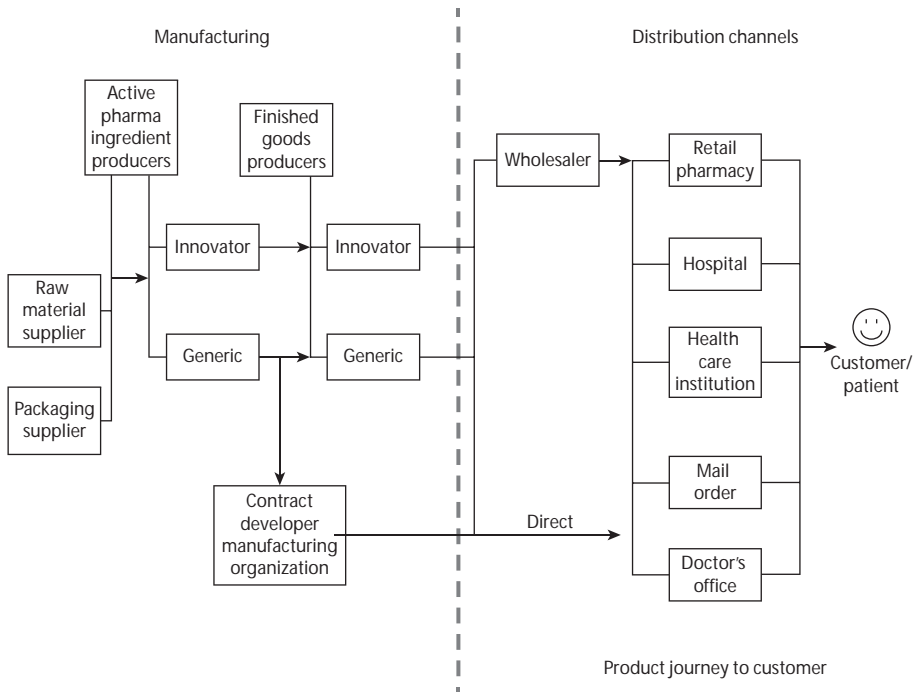 Manufacturing
Distribution channels
Active
pharma
ingredient
producers
Finished
goods
producers
Wholesaler
Retail
pharmacy
Innovator
Innovator
Hospital
Raw
material
supplier
Generic
Generic
Health
care
institution
Customer/
patient
Packaging
supplier
Mail
order
Contract
developer
manufacturing
organization
Direct
Doctor's
office
Product journey to customer